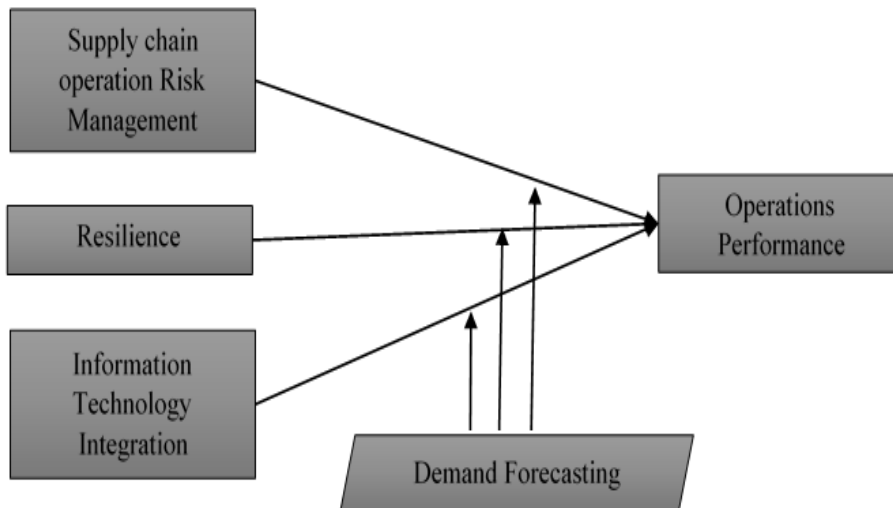 Supply chain
operation Risk
Management
Resilience
Information
Technology
Integration
Operations
Performance
Demand Forecasting